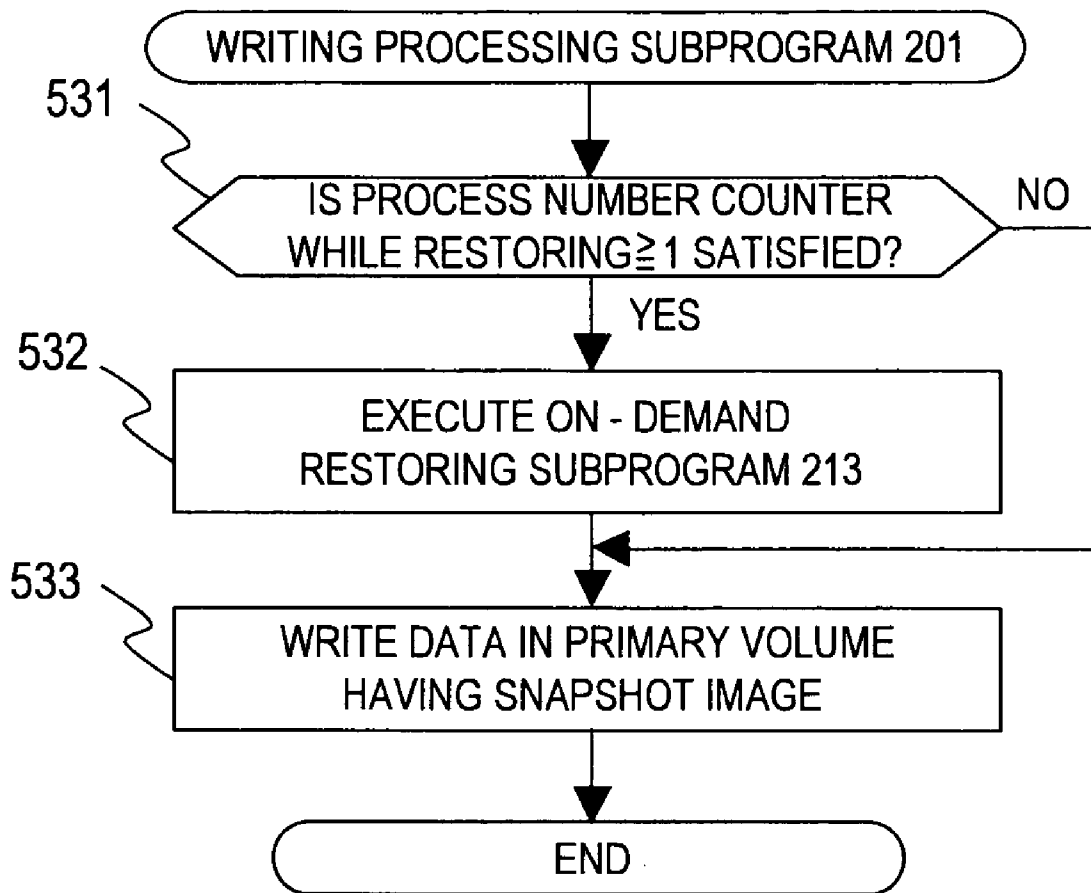 WRITING PROCESSING SUBPROGRAM 201
531
IS PROCESS NUMBER COUNTER
WHILE RESTORING≧1 SATISFIED?
NO
YES
532
EXECUTE ON - DEMAND
RESTORING SUBPROGRAM 213
533
WRITE DATA IN PRIMARY VOLUME
HAVING SNAPSHOT IMAGE
END